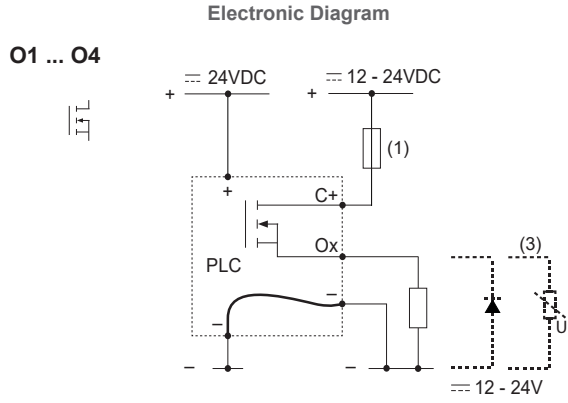 Electronic Diagram
O1 ... O4
24VDC
12 - 24VDC
+
+
(1)
+
C+
Ox
PLC
(3)
–
–
U
–
–
12 - 24V